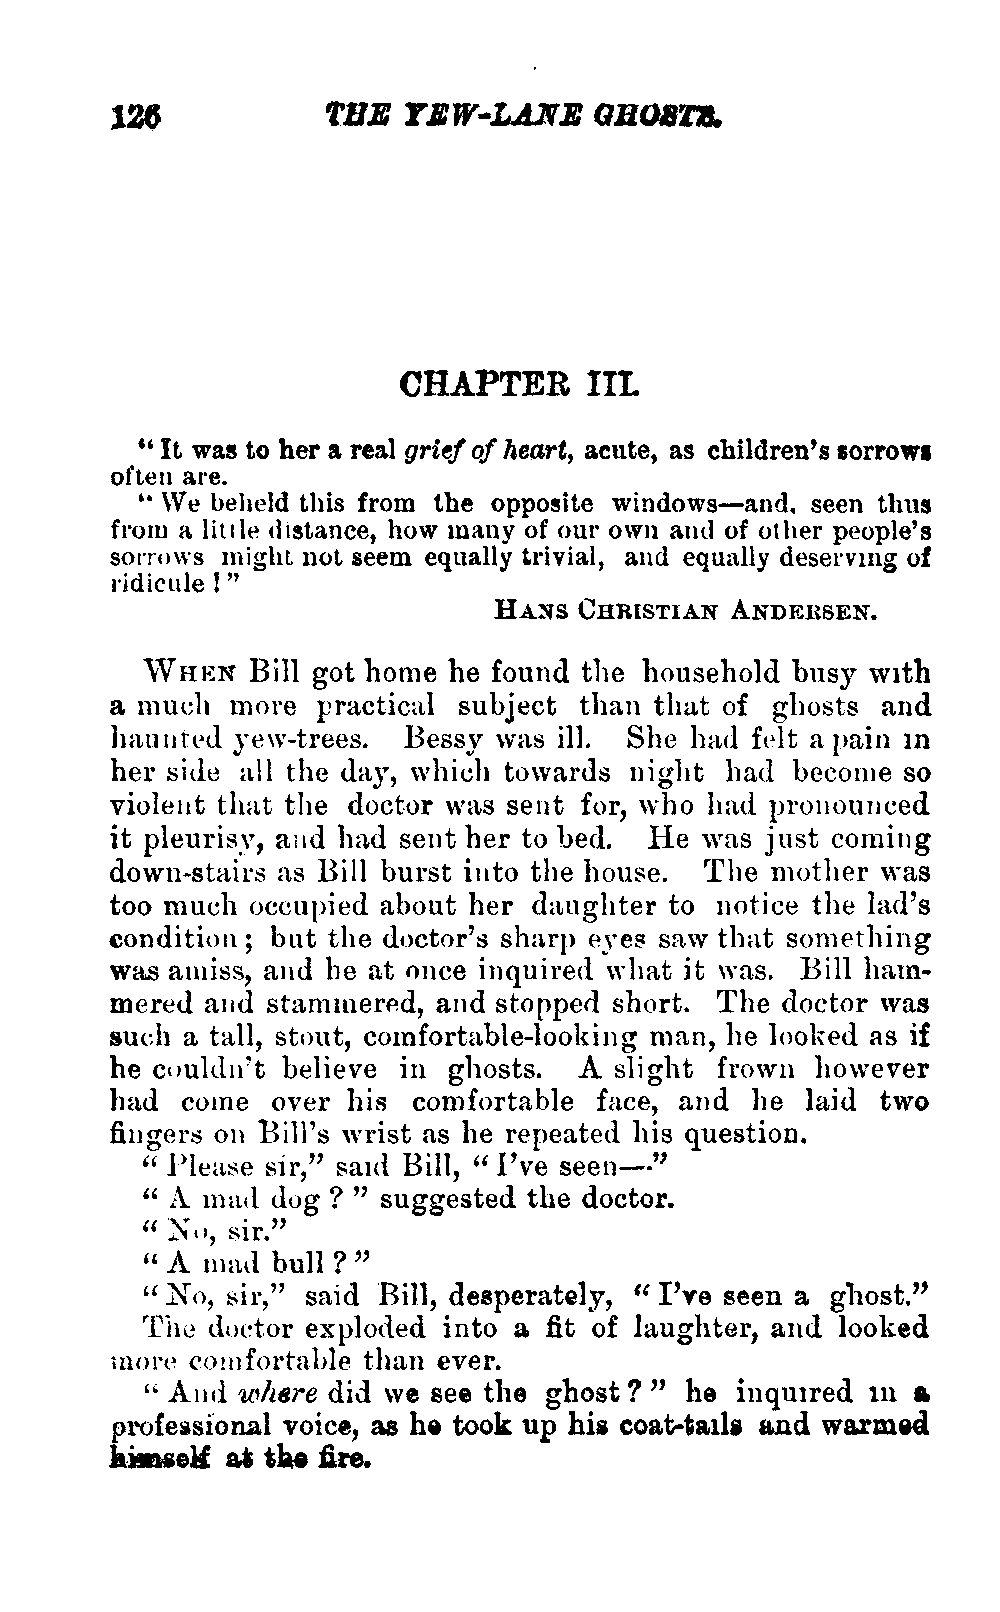 126 THE YEW-LANE GHOSTS.
CHAPTER III.
“It was to her a real grief of heart, acute, as children’s sorrows
often are.
“We beheld this from the opposite windows—and, seen thus
from a little distance, how many of our own and of other people’s
sorrows might not seem equally trivial, and equally deserving of
ridicule!”
HANS CHRISTIAN ANDERSEN.
WHEN Bill got home he found the household busy with
a much more practical subject than that of ghosts and
haunted yew-trees. Bessy was ill. She had felt a pain in
her side all the day, which towards night had become so
violent that the doctor was sent for, who had pronounced
it pleurisy, and had sent her to bed. He was just coming
down-stairs as Bill burst into the house. The mother was
too much occupied about her daughter to notice the lad’s
condition; but the doctor’s sharp eyes saw that something
was amiss, and he at once inquired what it was. Bill ham-
mered and stammered, and stopped short. The doctor was
such a tall, stout, comfortable-looking man, he looked as if
he couldn’t believe in ghosts. A slight frown however
had come over his comfortable face, and he laid two
fingers on Bill’s wrist as he repeated his question.
“Please sir,” said Bill, “I’ve seen—”
“A mad dog?” suggested the doctor.
“No, sir.”
“A mad bull?”
“No, sir,” said Bill, desperately, “I’ve seen a ghost.”
The doctor exploded into a fit of laughter, and looked
more comfortable than ever.
“And where did we see the ghost?” he inquired in a
professional voice, as he took up his coat-tails and warmed
himself at the fire.